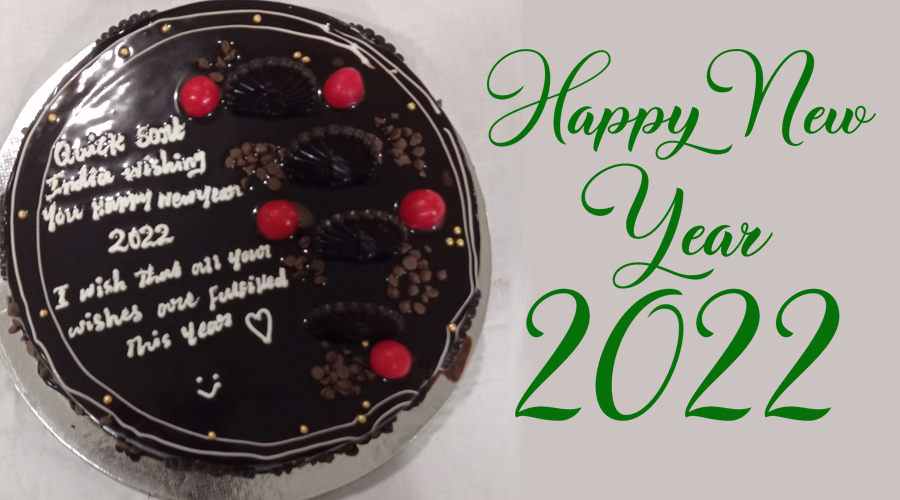 Quick Sort
India wishing
You Happy New Year
2022
I wish that all your
wishes are fulfilled
This Year
Happy New
Year
2022